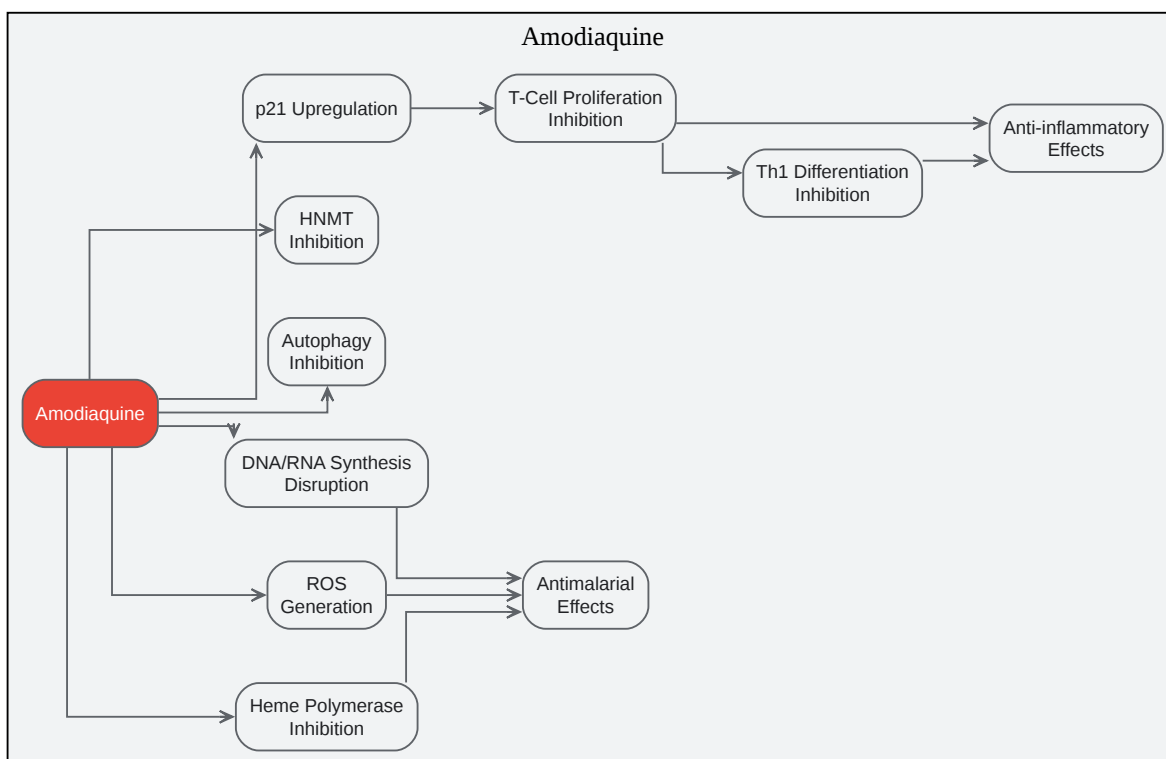 Amodiaquine
p21 Upregulation
T-Cell Proliferation
Inhibition
Anti-inflammatory
Effects
Th1 Differentiation
Inhibition
HNMT
Inhibition
Autophagy
Inhibition
Amodiaquine
DNA/RNA Synthesis
Disruption
ROS
Generation
Antimalarial
Effects
Heme Polymerase
Inhibition